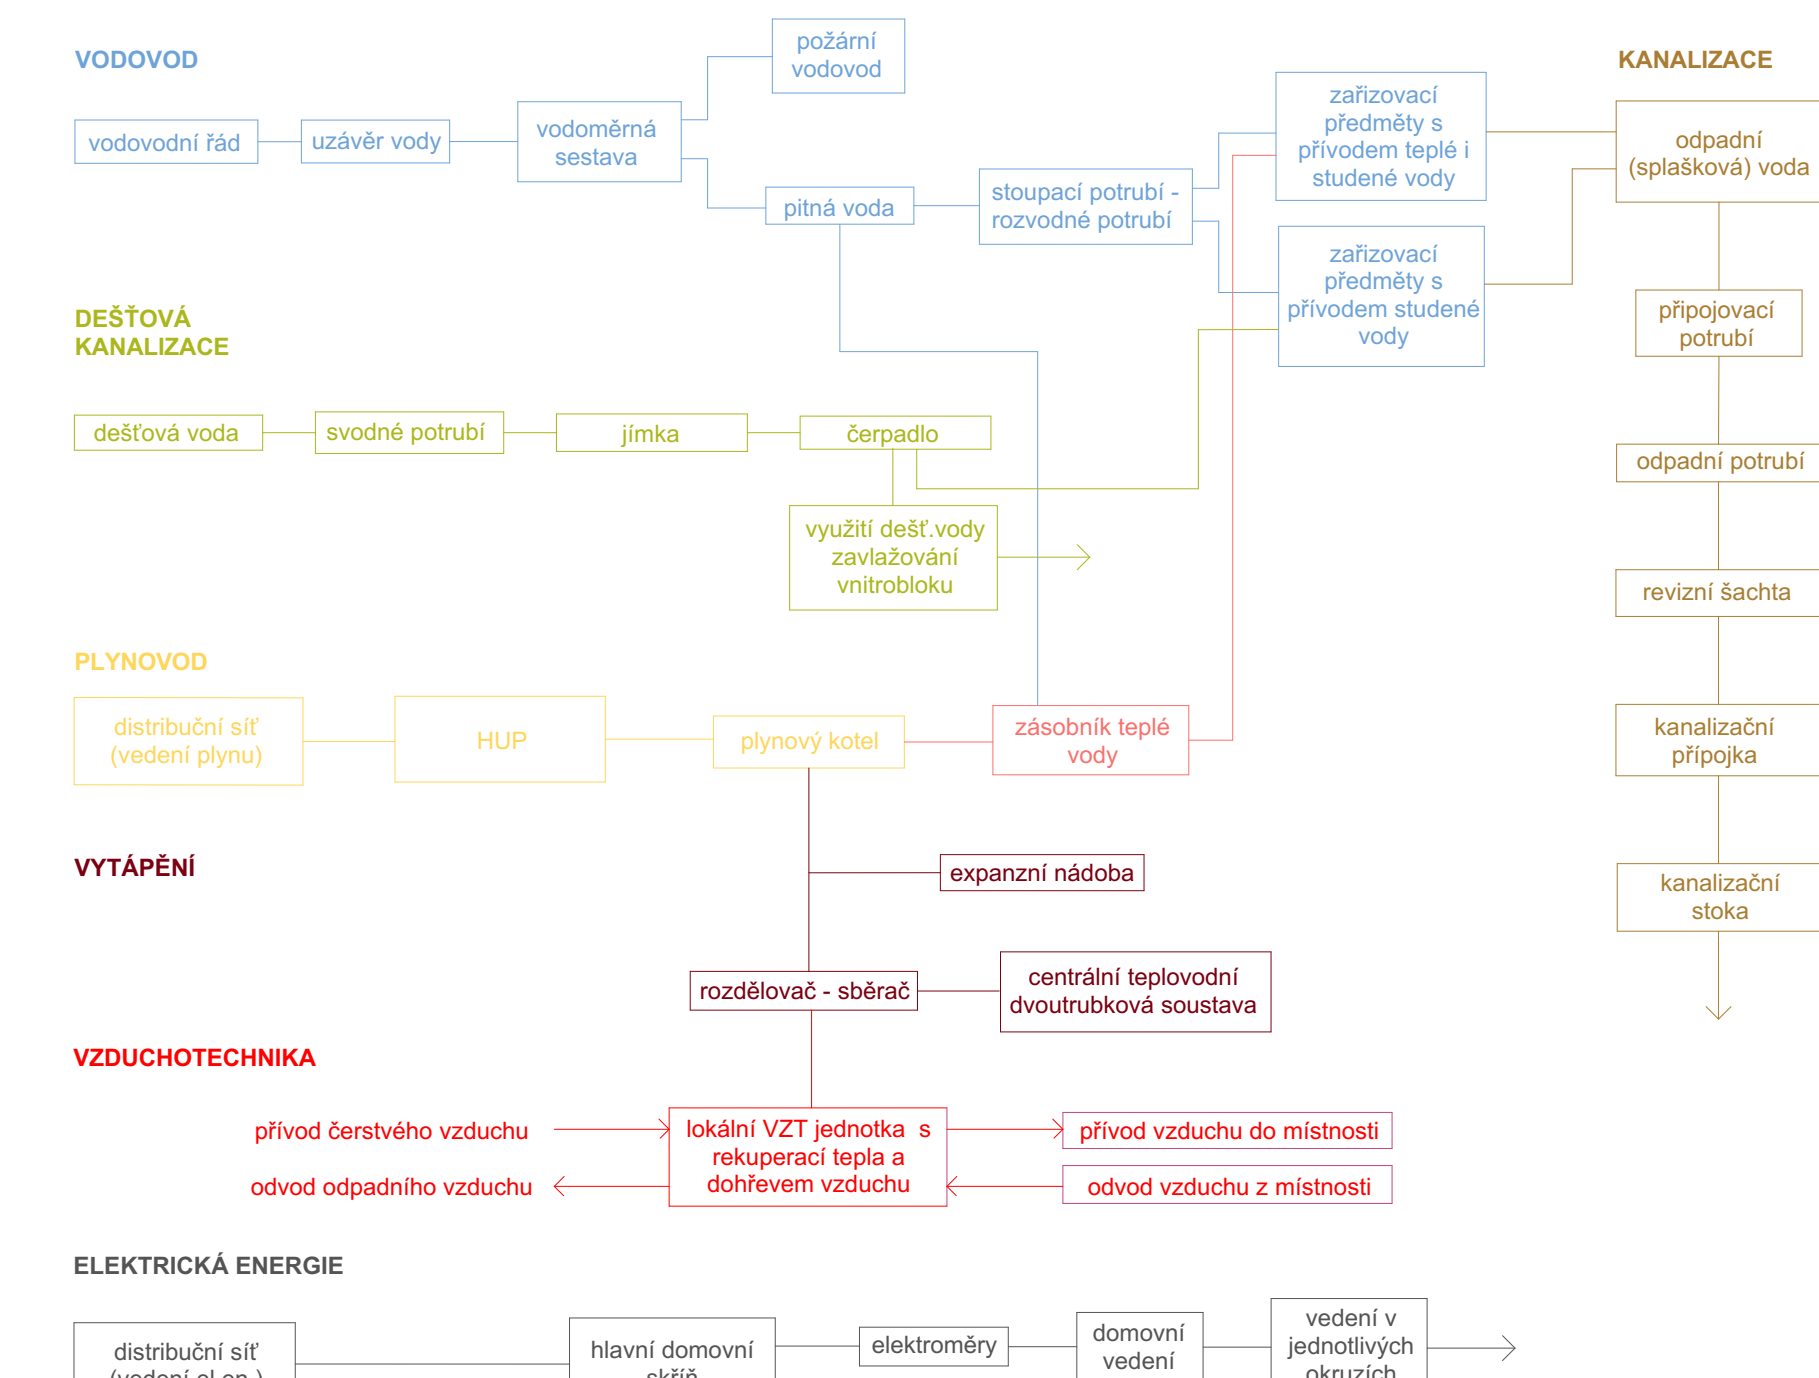 VODOVOD
vodovodní řád
uzávěr vody
vodoměrná
sestava
požární
vodovod
pitná voda
stoupací potrubí -
rozvodné potrubí
zařizovací
předměty s
přívodem teplé i
studené vody
zařizovací
předměty s
přívodem studené
vody
KANALIZACE
odpadní
(splašková) voda
připojovací
potrubí
odpadní potrubí
revizní šachta
kanalizační
přípojka
kanalizační
stoka
DEŠŤOVÁ
KANALIZACE
dešťová voda
svodné potrubí
jímka
čerpadlo
využití dešť.vody
zavlažování
vnitrobloku
PLYNOVOD
distribuční síť
(vedení plynu)
HUP
plynový kotel
zásobník teplé
vody
VYTÁPĚNÍ
expanzní nádoba
rozdělovač - sběrač
centrální teplovodní
dvoutrubková soustava
VZDUCHOTECHNIKA
přívod čerstvého vzduchu
odvod odpadního vzduchu
lokální VZT jednotka s
rekuperací tepla a
dohřevem vzduchu
přívod vzduchu do místnosti
odvod vzduchu z místnosti
ELEKTRICKÁ ENERGIE
distribuční síť
(vedení el.en.)
hlavní domovní
skříň
elektroměry
domovní
vedení
vedení v
jednotlivých
okruzích